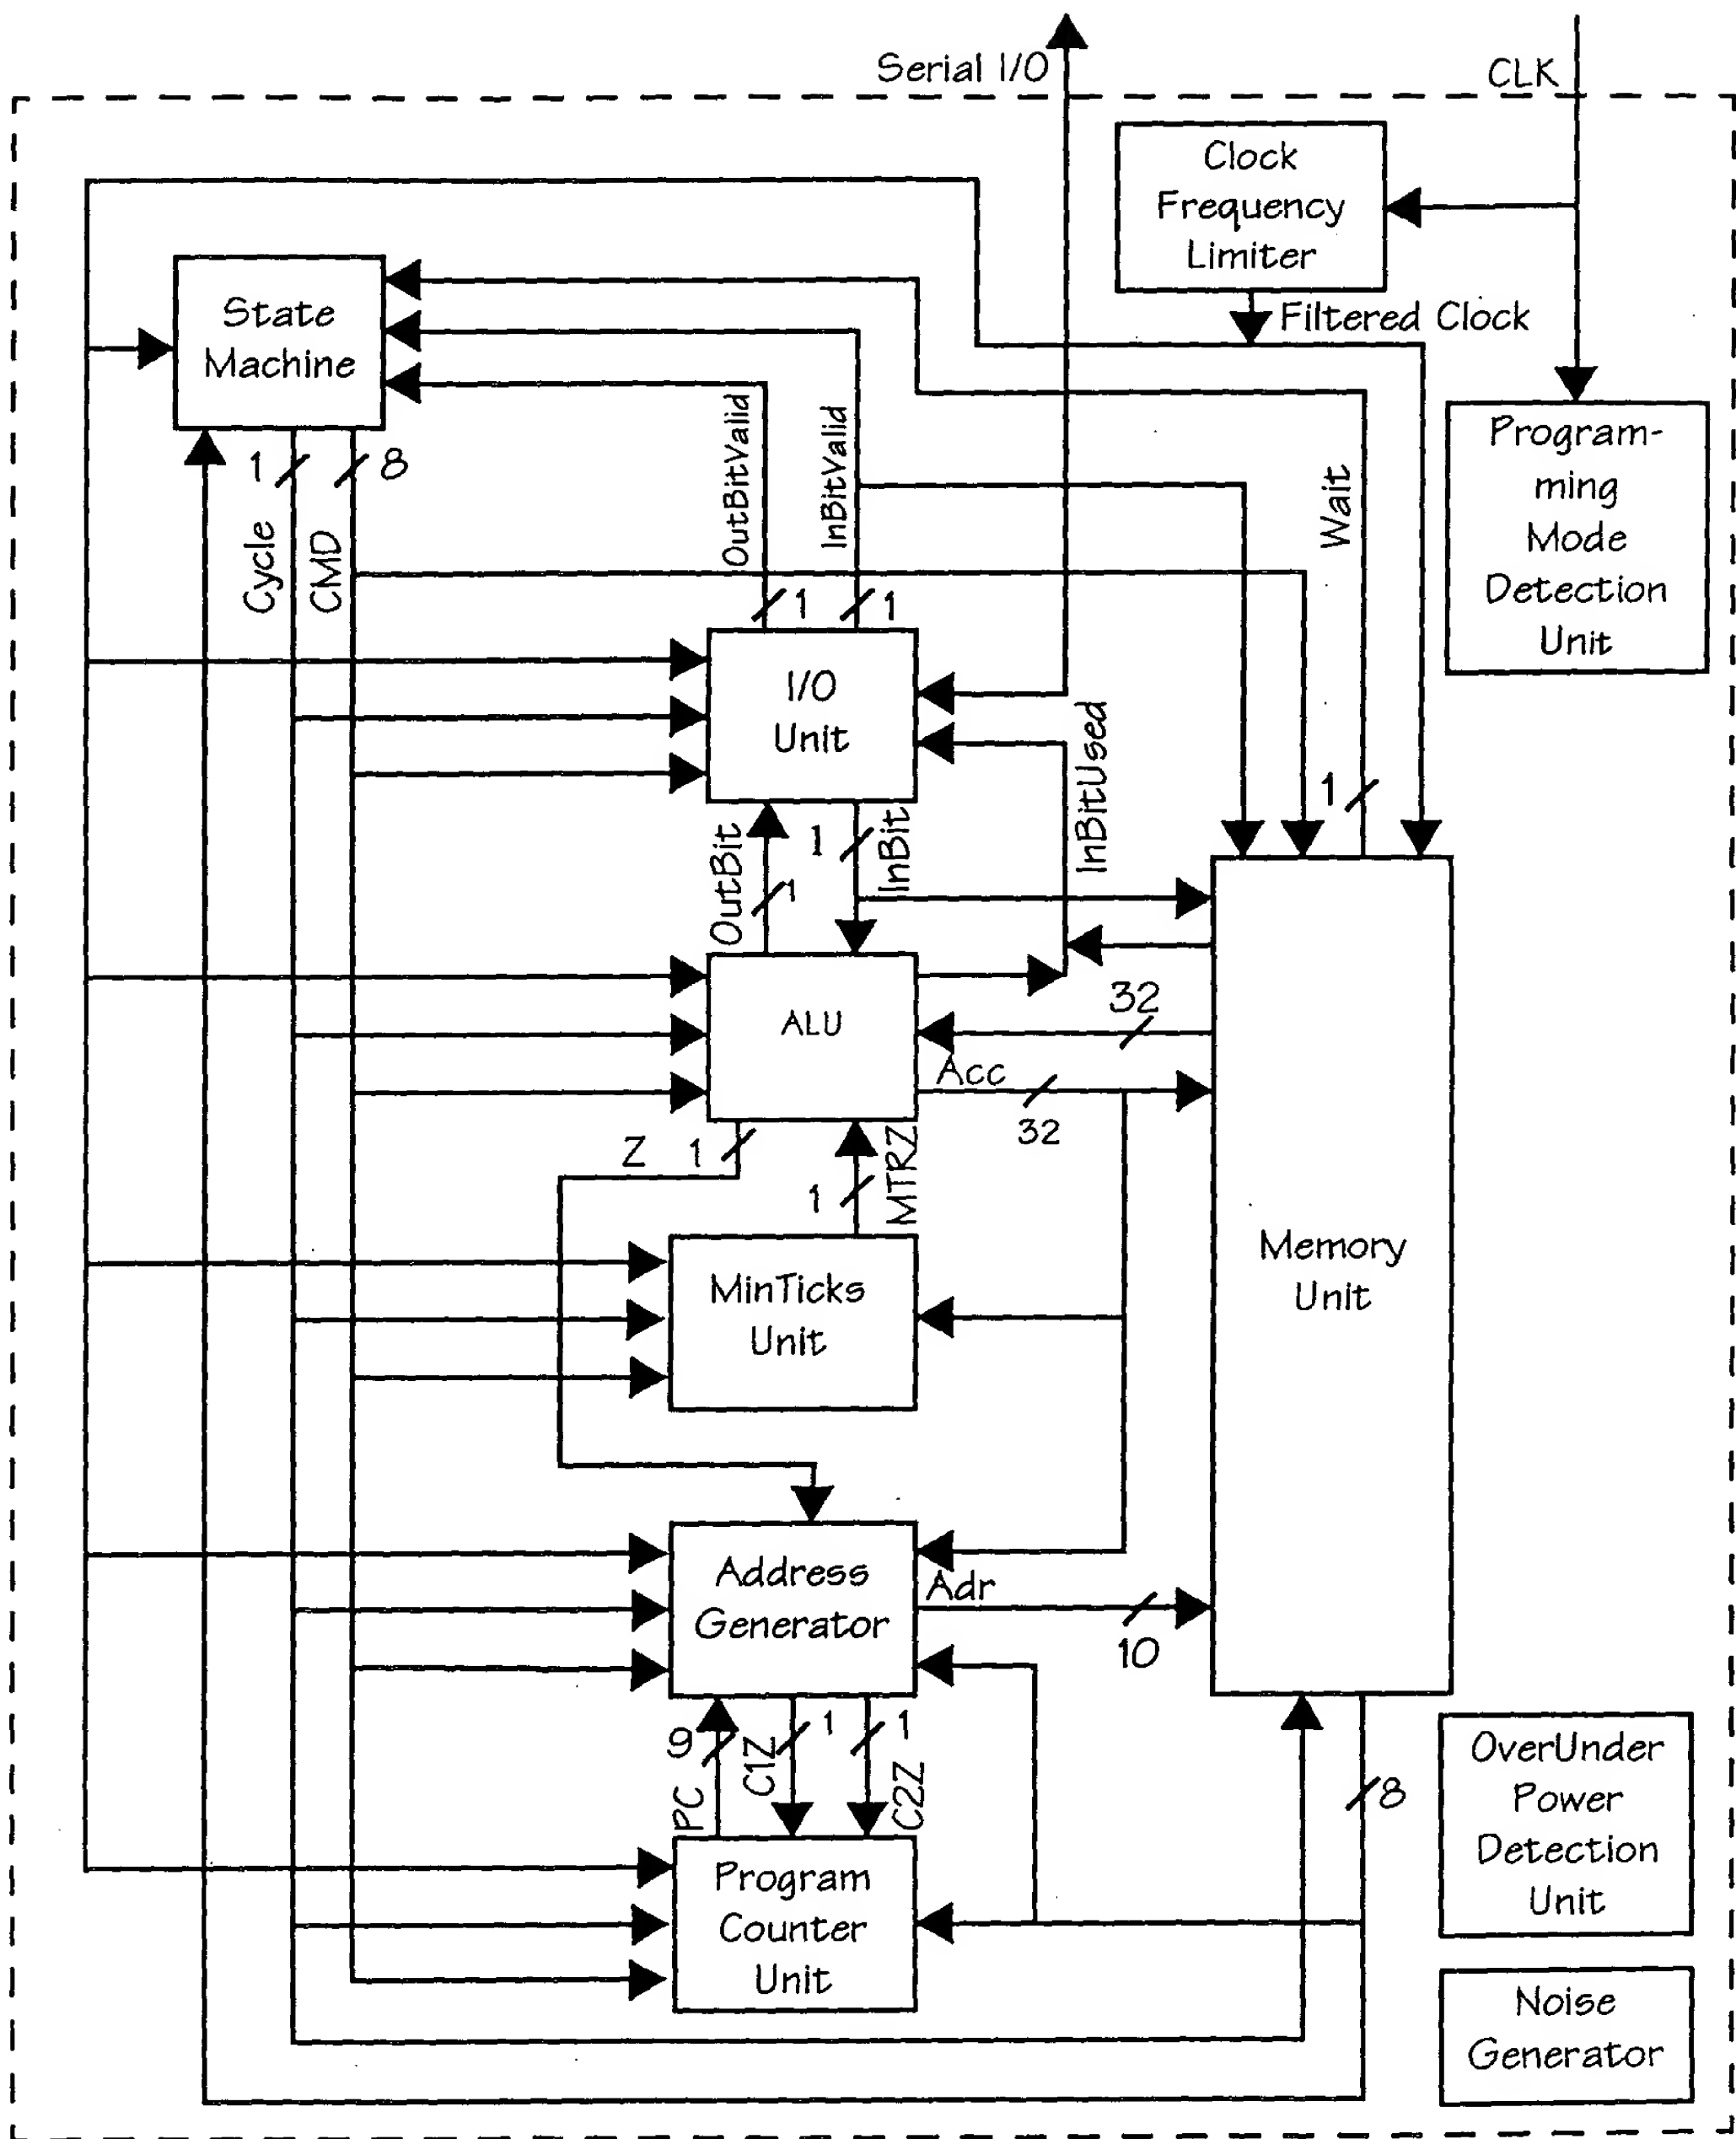 Serial I/O
CLK
Clock
Frequency
Limiter
Filtered Clock
State
Machine
Program-
ming
Mode
Detection
Unit
1
8
Cycle
CMD
OutBitValid
InBitValid
Wait
1
1
1
I/O
Unit
InBitUsed
OutBit
1
1
InBit
ALU
32
Acc
32
Z
1
1
MTRZ
MinTicks
Unit
Memory
Unit
Address
Generator
Adr
10
9
PC
C1Z
1
1
C2Z
8
Program
Counter
Unit
OverUnder
Power
Detection
Unit
Noise
Generator